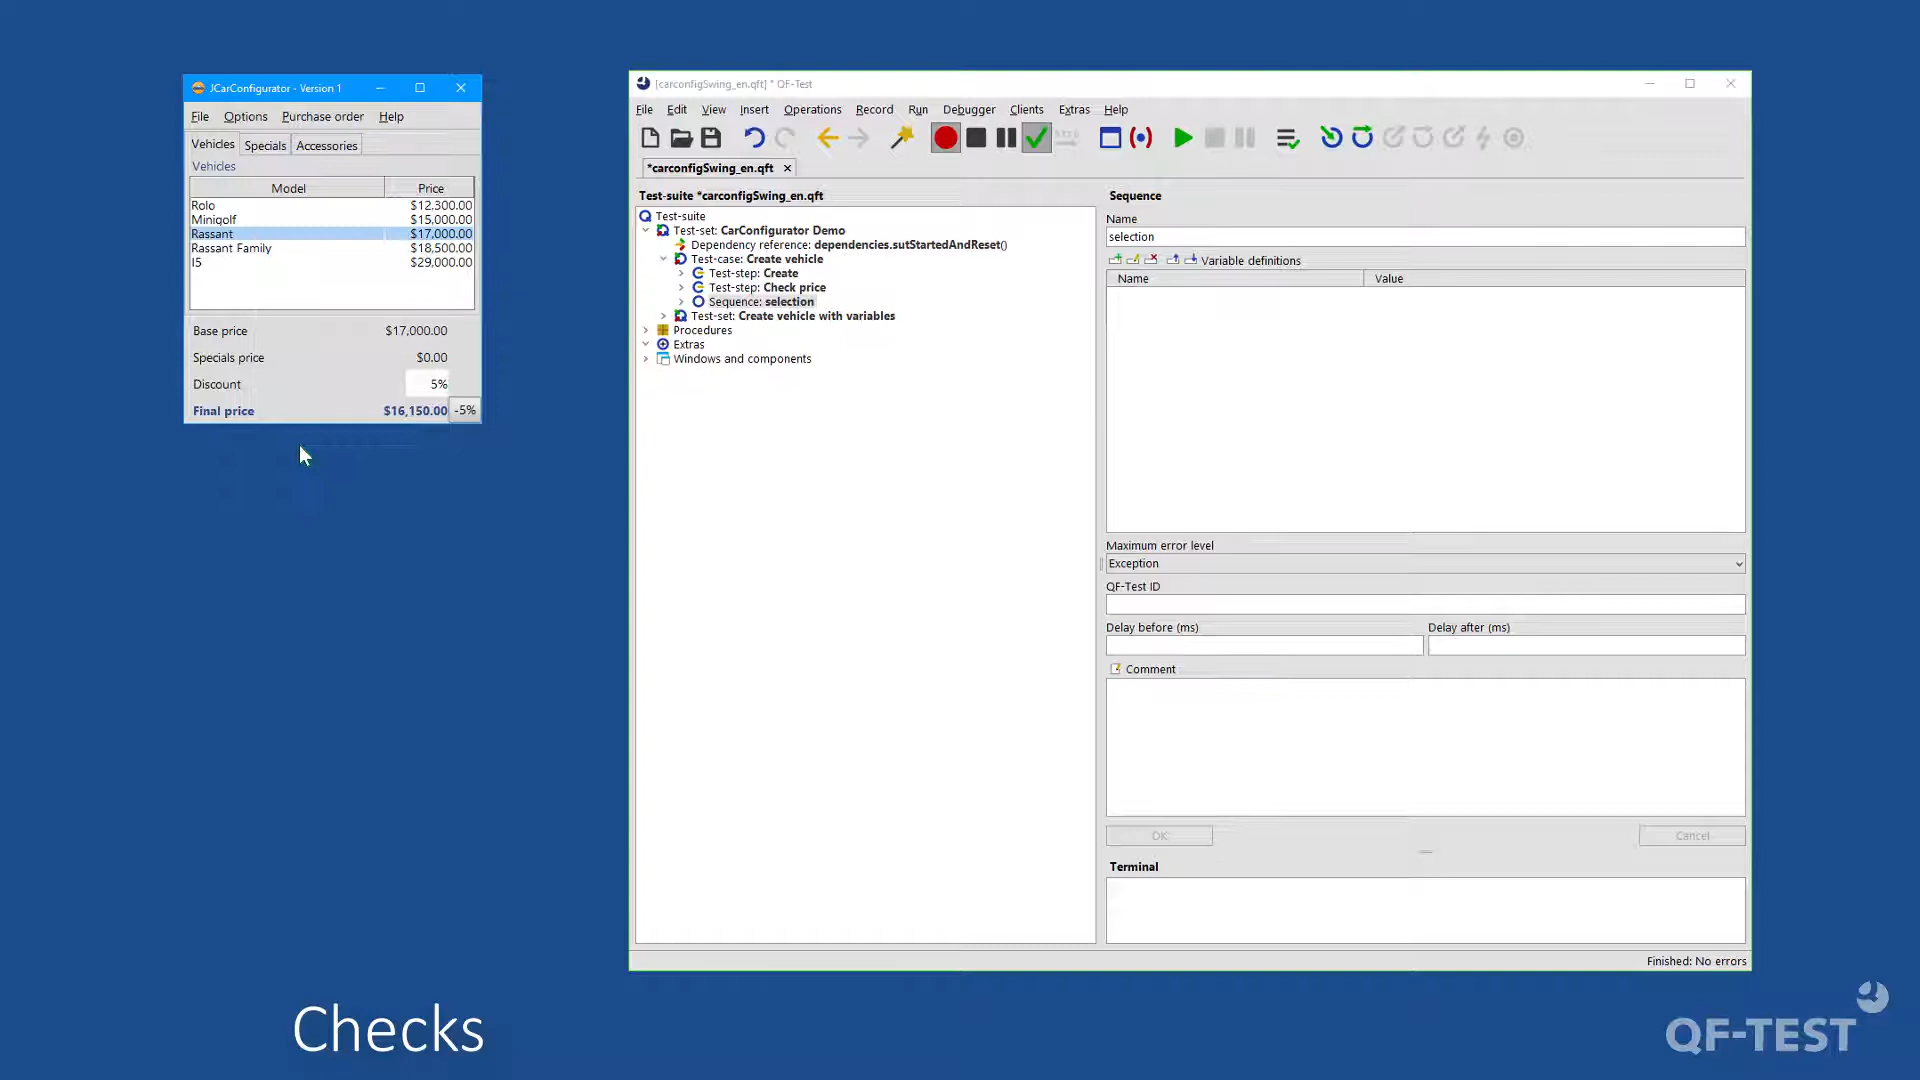 JCarConfigurator - Version 1
File Options Purchase order Help
Vehicles Specials Accessories
Vehicles
Model Price
Rolo $12,300.00
Minigolf $15,000.00
Rassant $17,000.00
Rassant Family $18,500.00
I5 $29,000.00
Base price $17,000.00
Specials price $0.00
Discount 5%
Final price $16,150.00 -5%
[carconfigSwing_en.qft] * QF-Test
File Edit View Insert Operations Record Run Debugger Clients Extras Help
*carconfigSwing_en.qft
Test-suite *carconfigSwing_en.qft
Test-suite
Test-set: CarConfigurator Demo
Dependency reference: dependencies.sutStartedAndReset()
Test-case: Create vehicle
Test-step: Create
Test-step: Check price
Sequence: selection
Test-set: Create vehicle with variables
Procedures
Extras
Windows and components
Sequence
Name
selection
Variable definitions
Name Value
Maximum error level
Exception
QF-Test ID
Delay before (ms) Delay after (ms)
Comment
OK Cancel
Terminal
Finished: No errors
Checks
QF-TEST